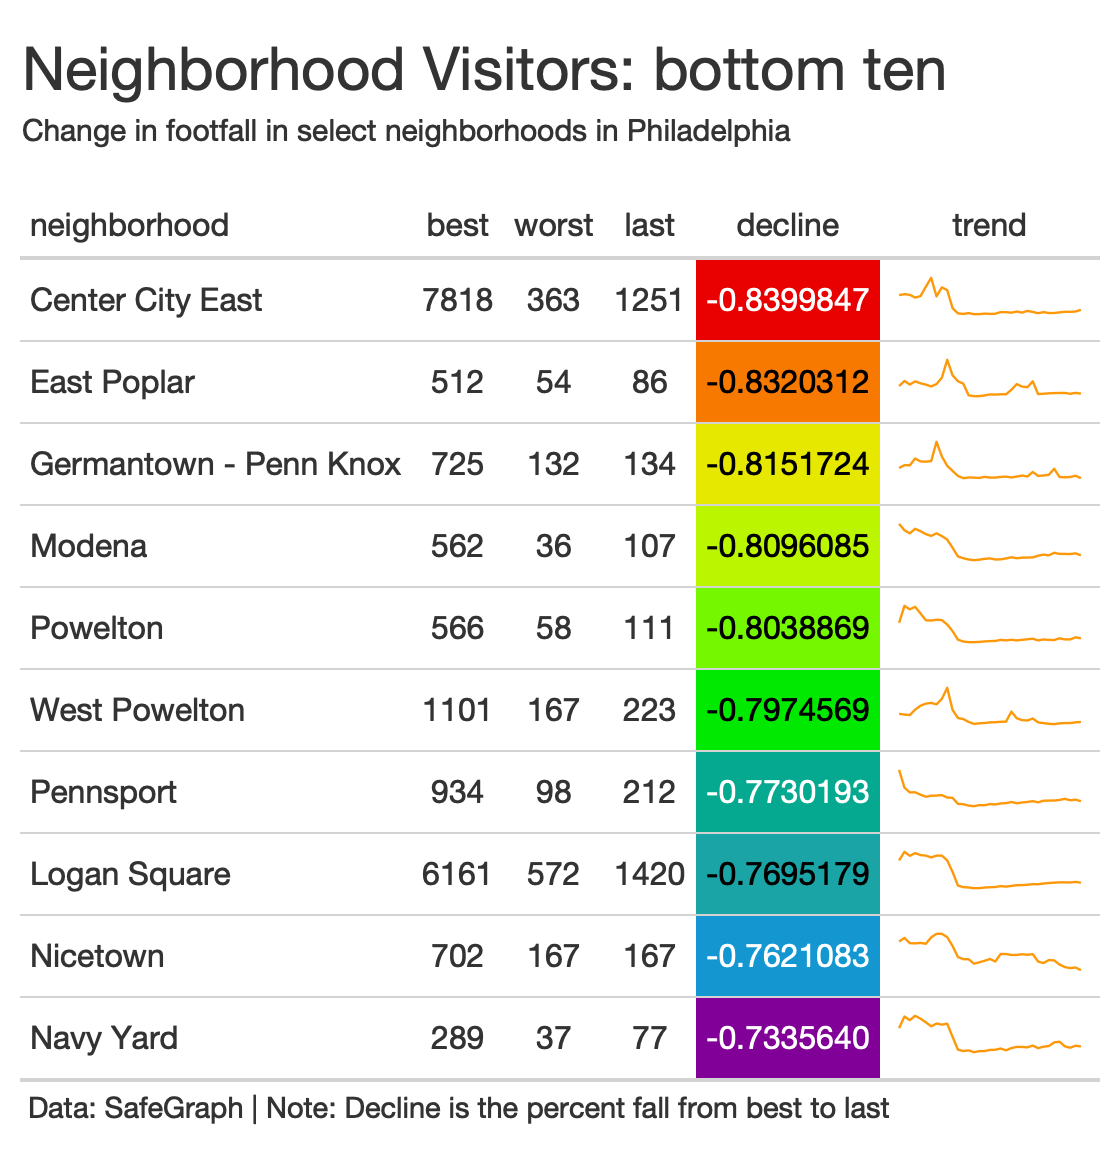 Neighborhood Visitors: bottom ten
Change in footfall in select neighborhoods in Philadelphia
neighborhood best worst last decline trend
Center City East 7818 363 1251 -0.8399847
East Poplar 512 54 86 -0.8320312
Germantown - Penn Knox 725 132 134 -0.8151724
Modena 562 36 107 -0.8096085
Powelton 566 58 111 -0.8038869
West Powelton 1101 167 223 -0.7974569
Pennsport 934 98 212 -0.7730193
Logan Square 6161 572 1420 -0.7695179
Nicetown 702 167 167 -0.7621083
Navy Yard 289 37 77 -0.7335640
Data: SafeGraph | Note: Decline is the percent fall from best to last